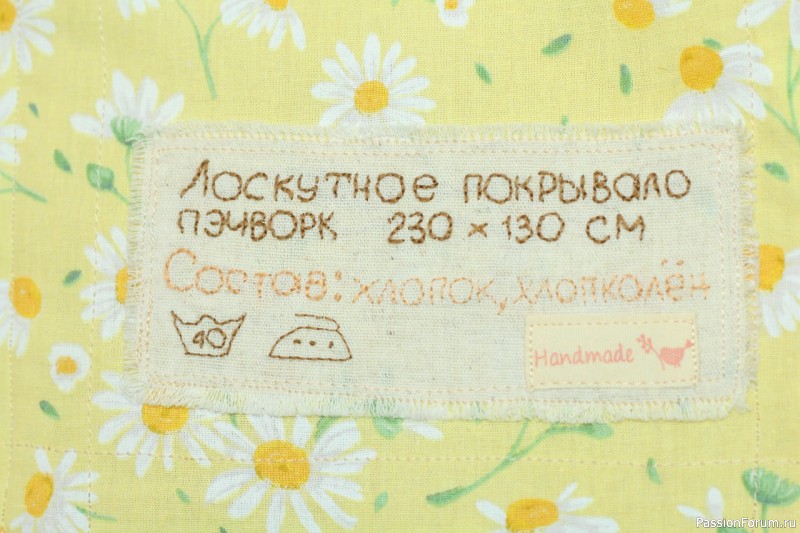 Лоскутное покрывало
пэчворк 230 × 130 см
Состав: хлопок, хлопколён
40
Handmade
PassionForum.ru